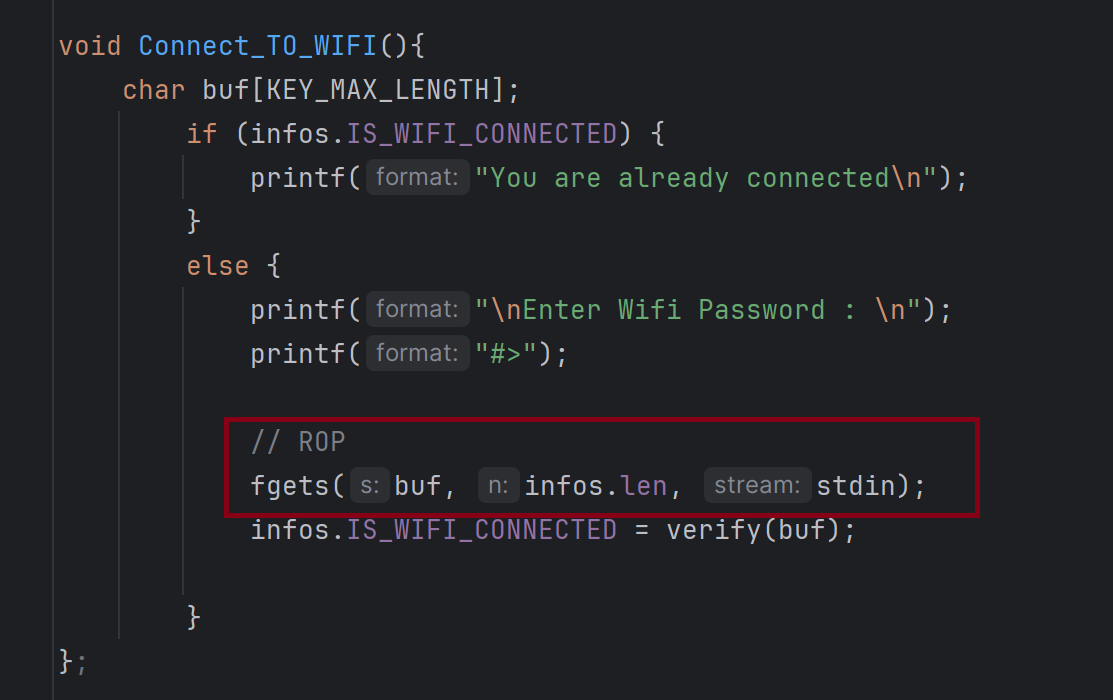 void Connect_TO_WIFI(){
    char buf[KEY_MAX_LENGTH];
        if (infos.IS_WIFI_CONNECTED) {
            printf( format: "You are already connected\n");
        }
        else {
            printf( format: "\nEnter Wifi Password : \n");
            printf( format: "#>");
            // ROP
            fgets( s: buf, n: infos.len, stream: stdin);
            infos.IS_WIFI_CONNECTED = verify(buf);
        }
};